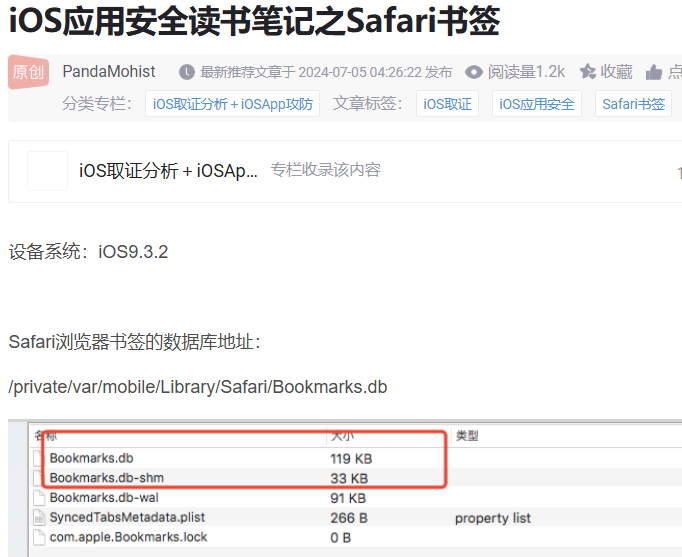 iOS应用安全读书笔记之Safari书签
原创 PandaMohist 最新推荐文章于 2024-07-05 04:26:22 发布 阅读量1.2k 收藏 点
分类专栏： iOS取证分析＋iOSApp攻防 文章标签： iOS取证 iOS应用安全 Safari书签
iOS取证分析＋iOSAp... 专栏收录该内容
设备系统：iOS9.3.2
Safari浏览器书签的数据库地址：
/private/var/mobile/Library/Safari/Bookmarks.db
名称 大小 类型
Bookmarks.db 119 KB
Bookmarks.db-shm 33 KB
Bookmarks.db-wal 91 KB
SyncedTabsMetadata.plist 266 B property list
com.apple.Bookmarks.lock 0 B